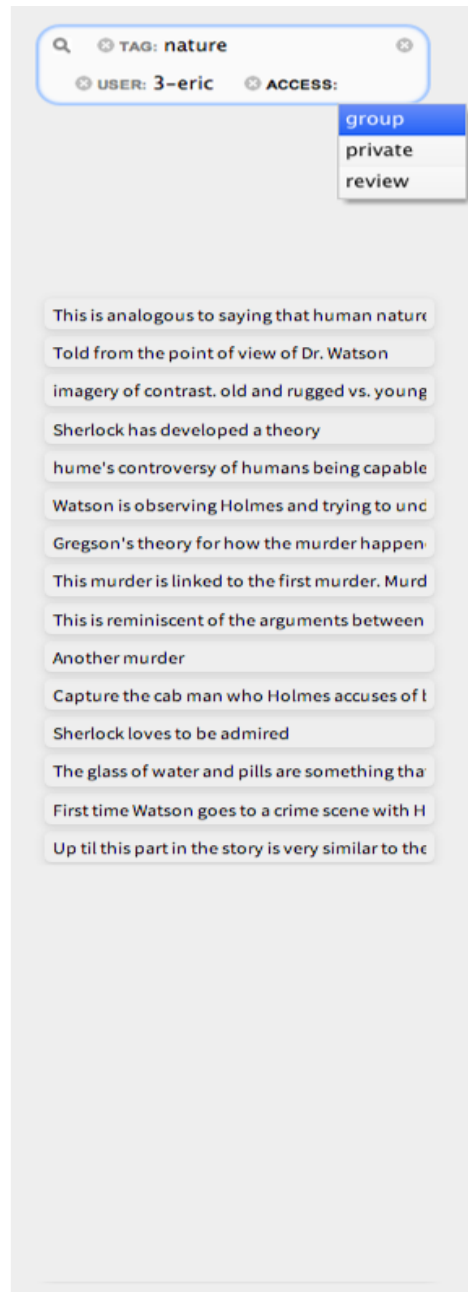 TAG: nature
USER: 3-eric ACCESS:
group
private
review
This is analogous to saying that human nature
Told from the point of view of Dr. Watson
imagery of contrast. old and rugged vs. young
Sherlock has developed a theory
hume's controversy of humans being capable
Watson is observing Holmes and trying to und
Gregson's theory for how the murder happen
This murder is linked to the first murder. Murd
This is reminiscent of the arguments between
Another murder
Capture the cab man who Holmes accuses of
Sherlock loves to be admired
The glass of water and pills are something tha
First time Watson goes to a crime scene with H
Up til this part in the story is very similar to the